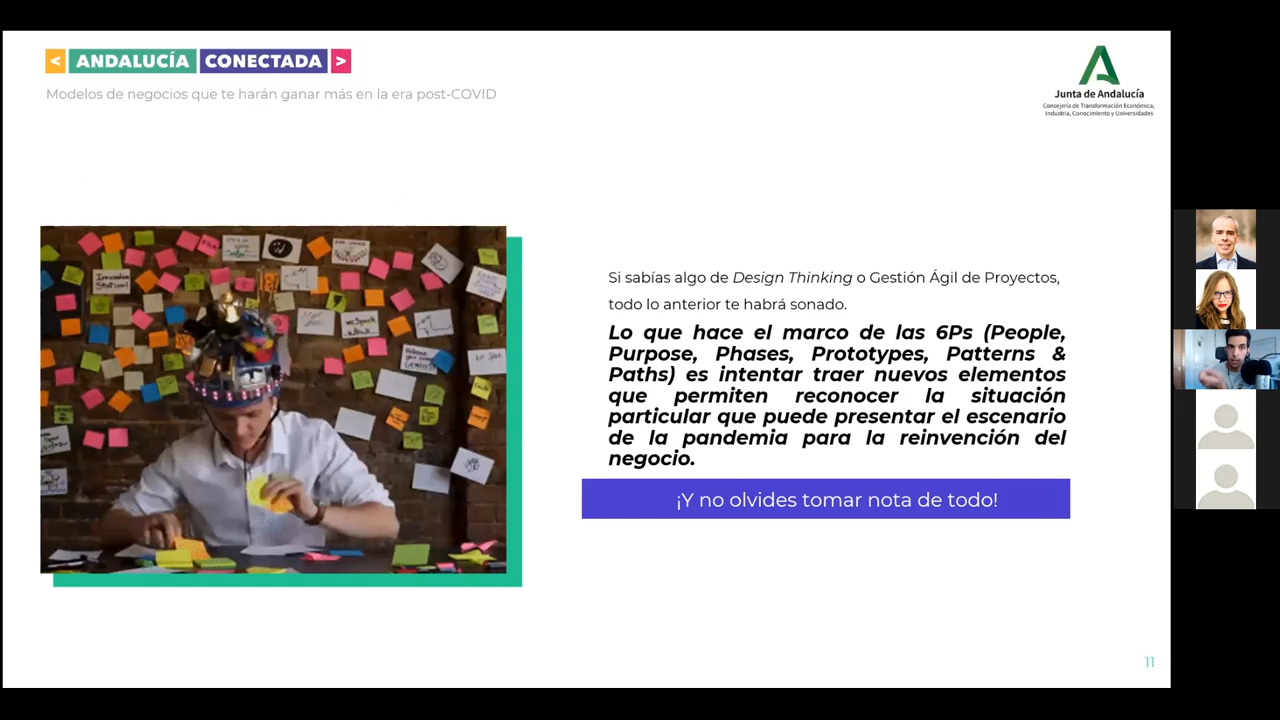 < ANDALUCÍA CONECTADA >
Modelos de negocios que te harán ganar más en la era post-COVID
Junta de Andalucía
Consejería de Transformación Económica,
Industria, Conocimiento y Universidades
Si sabías algo de Design Thinking o Gestión Ágil de Proyectos,
todo lo anterior te habrá sonado.
Lo que hace el marco de las 6Ps (People,
Purpose, Phases, Prototypes, Patterns &
Paths) es intentar traer nuevos elementos
que permiten reconocer la situación
particular que puede presentar el escenario
de la pandemia para la reinvención del
negocio.
¡Y no olvides tomar nota de todo!
11